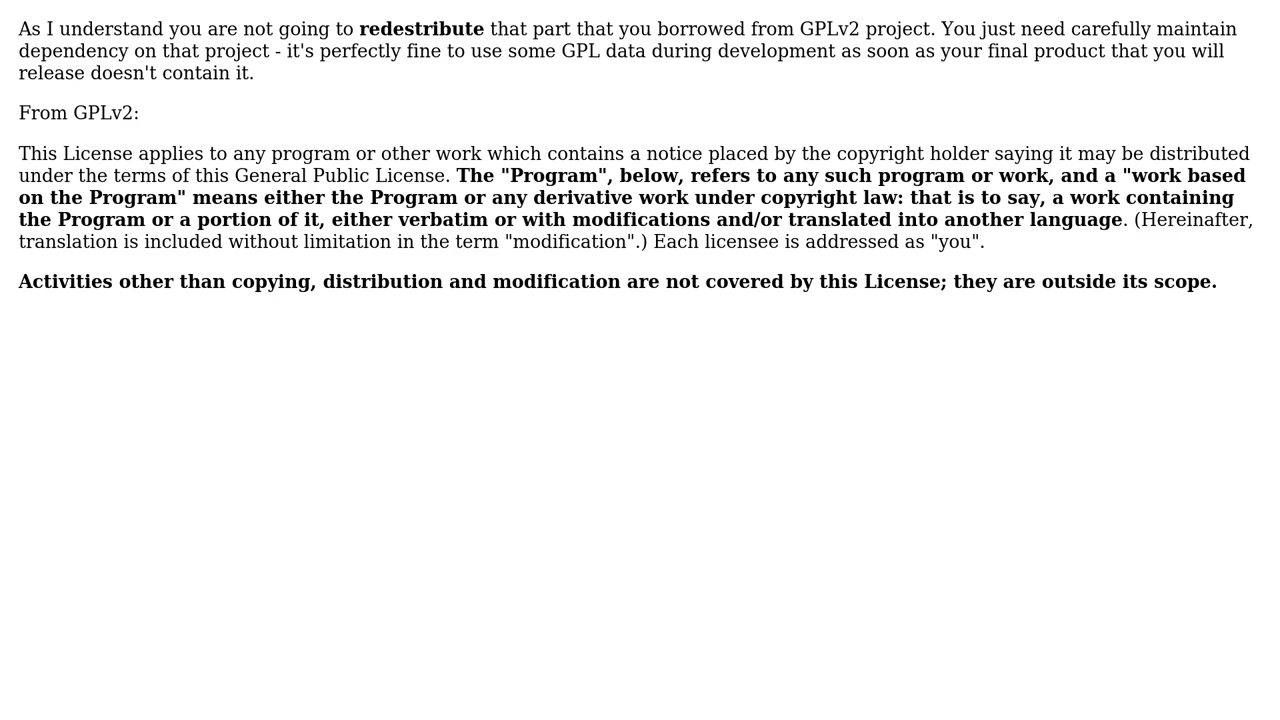 As I understand you are not going to redestribute that part that you borrowed from GPLv2 project. You just need carefully maintain
dependency on that project - it's perfectly fine to use some GPL data during development as soon as your final product that you will
release doesn't contain it.
From GPLv2:
This License applies to any program or other work which contains a notice placed by the copyright holder saying it may be distributed
under the terms of this General Public License. The "Program", below, refers to any such program or work, and a "work based
on the Program" means either the Program or any derivative work under copyright law: that is to say, a work containing
the Program or a portion of it, either verbatim or with modifications and/or translated into another language. (Hereinafter,
translation is included without limitation in the term "modification".) Each licensee is addressed as "you".
Activities other than copying, distribution and modification are not covered by this License; they are outside its scope.